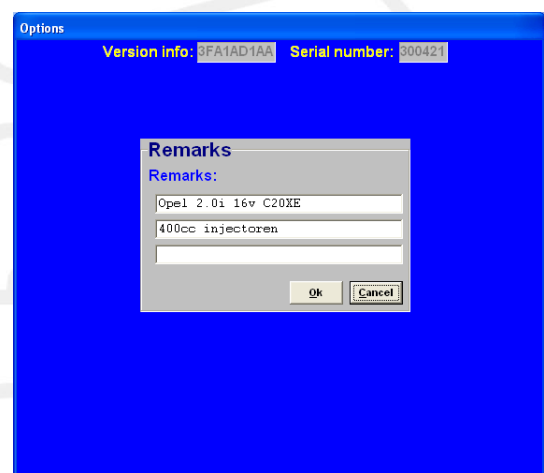 Options
Version info: 3FA1AD1AA Serial number: 300421
Remarks
Remarks:
Opel 2.0i 16v C20XE
400cc injectoren
Ok Cancel